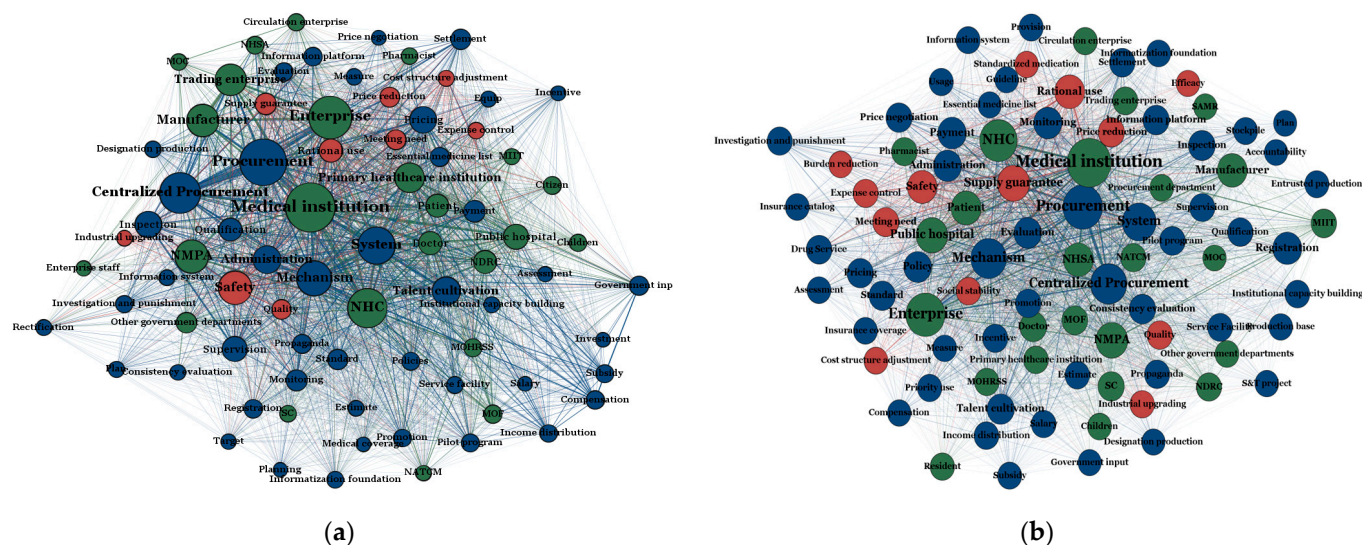 Circulation enterprise
NHSA
Price negotiation
Settlement
MOC
Information platform
Pharmacist
Evaluation
Trading enterprise
Measure
Cost structure adjustment
Supply guarantee
Price reduction
Equip
Incentive
Manufacturer
Enterprise
Pricing
Expense control
Designation production
Meeting need
Rational use
Essential medicine list
MIIT
Procurement
Primary healthcare institution
Centralized Procurement
Citizen
Medical institution
Patient
Payment
Inspection
Qualification
Industrial upgrading
System
Doctor
Public hospital
Children
NMPA
Administration
NDRC
Enterprise staff
Information system
Mechanism
Assessment
Safety
Talent cultivation
Government inp
Investigation and punishment
Quality
NHC
Institutional capacity building
Rectification
Other government departments
Supervision
Propaganda
MOHRSS
Investment
Standard
Policies
Plan
Consistency evaluation
Monitoring
Service facility
Salary
Subsidy
Compensation
Registration
SC
Estimate
MOF
Target
Medical coverage
Promotion
Pilot program
Income distribution
Planning
Informatization foundation
NATCM
(a)
Provision
Information system
Circulation enterprise
Informatization foundation
Standardized medication
Settlement
Usage
Guideline
Rational use
Efficacy
Essential medicine list
Trading enterprise
SAMR
Price negotiation
Monitoring
Information platform
Plan
Payment
NHC
Price reduction
Stockpile
Investigation and punishment
Inspection
Accountability
Pharmacist
Administration
Medical institution
Burden reduction
Manufacturer
Supply guarantee
Entrusted production
Expense control
Safety
Procurement department
Insurance catalog
Patient
Procurement
Supervision
Meeting need
System
MIIT
Public hospital
Evaluation
Qualification
Drug Service
Pilot program
Registration
Mechanism
NHSA
NATCM
MOC
Assessment
Pricing
Policy
Standard
Social stability
Centralized Procurement
Institutional capacity building
Enterprise
Promotion
Consistency evaluation
Insurance coverage
Doctor
MOF
Service Facility
Production base
Measure
Incentive
NMPA
Quality
Cost structure adjustment
Primary healthcare institution
Other government departments
Priority use
MOHRSS
Estimate
Propaganda
SC
NDRC
S&T project
Compensation
Talent cultivation
Industrial upgrading
Income distribution
Salary
Children
Designation production
Resident
Government input
Subsidy
(b)